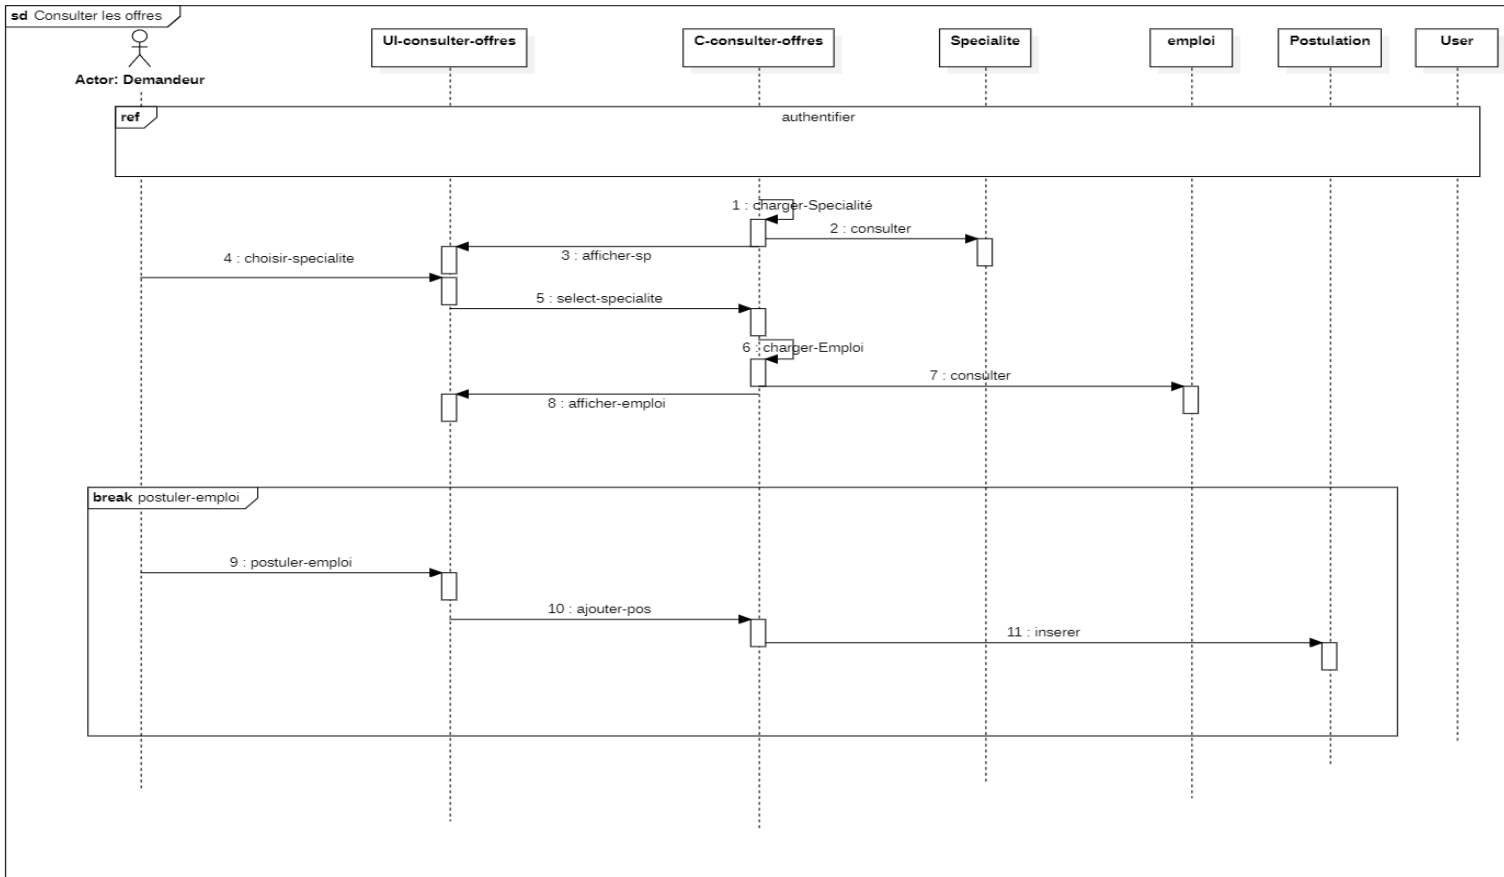 sd Consulter les offres
Actor: Demandeur
UI-consulter-offres
C-consulter-offres
Specialite
emploi
Postulation
User
ref
authentifier
1 : charger-Specialité
2 : consulter
3 : afficher-sp
4 : choisir-specialite
5 : select-specialite
6 : charger-Emploi
7 : consulter
8 : afficher-emploi
break postuler-emploi
9 : postuler-emploi
10 : ajouter-pos
11 : inserer